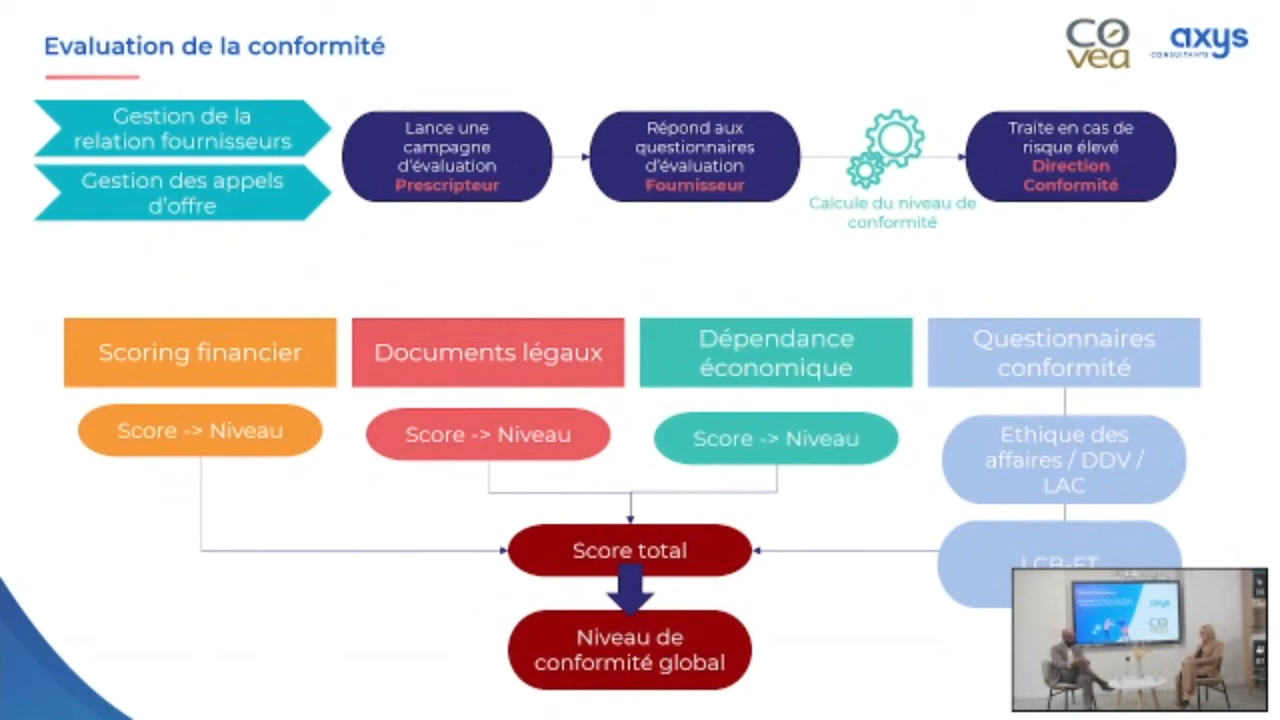 Evaluation de la conformité
covea
axys
CONSULTANTS
Gestion de la
relation fournisseurs
Gestion des appels
d'offre
Lance une
campagne
d'évaluation
Prescripteur
Répond aux
questionnaires
d'évaluation
Fournisseur
Calcule du niveau de
conformité
Traite en cas de
risque élevé
Direction
Conformité
Scoring financier
Documents légaux
Dépendance
économique
Questionnaires
conformité
Score -> Niveau
Score -> Niveau
Score -> Niveau
Ethique des
affaires / DDV /
LAC
LCB-FT
Score total
Niveau de
conformité global
axys
covea